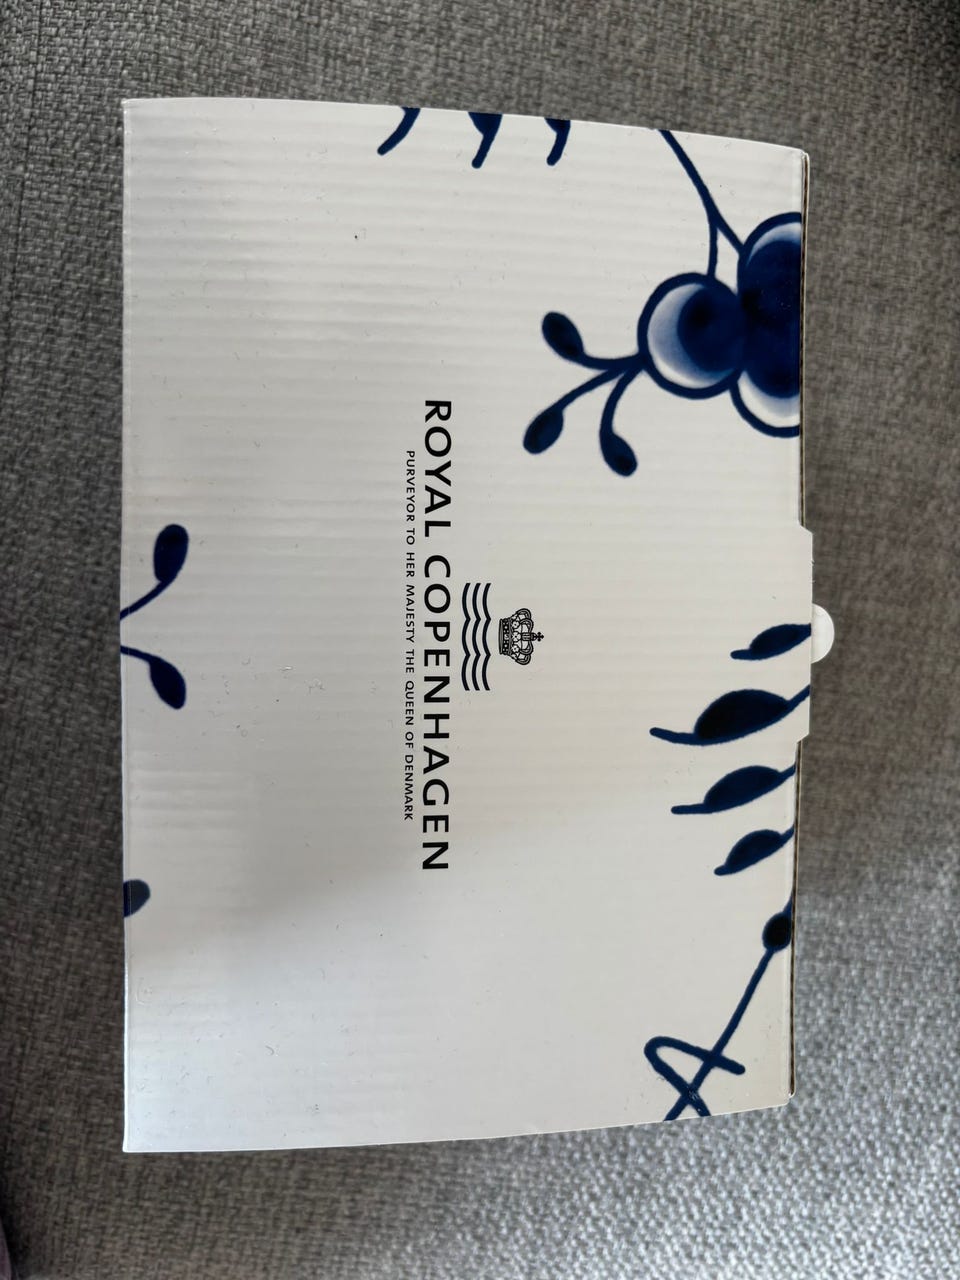 ROYAL COPENHAGEN
PURVEYOR TO HER MAJESTY THE QUEEN OF DENMARK